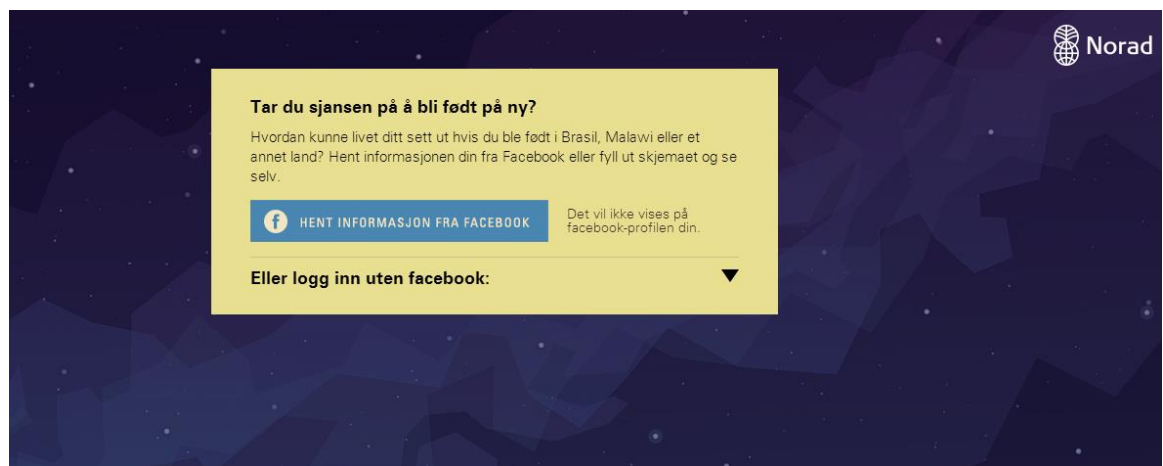 Norad
Tar du sjansen på å bli født på ny?
Hvordan kunne livet ditt sett ut hvis du ble født i Brasil, Malawi eller et
annet land? Hent informasjonen din fra Facebook eller fyll ut skjemaet og se
selv.
f HENT INFORMASJON FRA FACEBOOK
Det vil ikke vises på
facebook-profilen din.
Eller logg inn uten facebook: